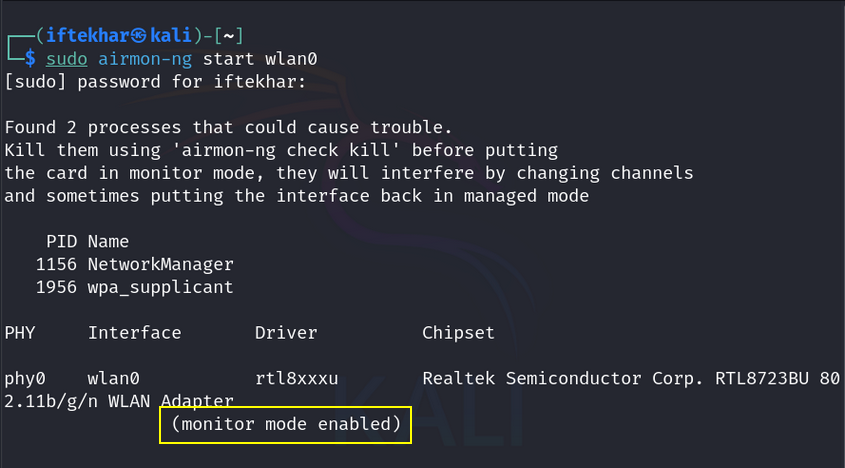 ┌──(iftekhar㉿kali)-[~]
└─$ sudo airmon-ng start wlan0
[sudo] password for iftekhar:
Found 2 processes that could cause trouble.
Kill them using 'airmon-ng check kill' before putting
the card in monitor mode, they will interfere by changing channels
and sometimes putting the interface back in managed mode
PID Name
1156 NetworkManager
1956 wpa_supplicant
PHY Interface Driver Chipset
phy0 wlan0 rtl8xxxu Realtek Semiconductor Corp. RTL8723BU 80
2.11b/g/n WLAN Adapter
(monitor mode enabled)
KALI